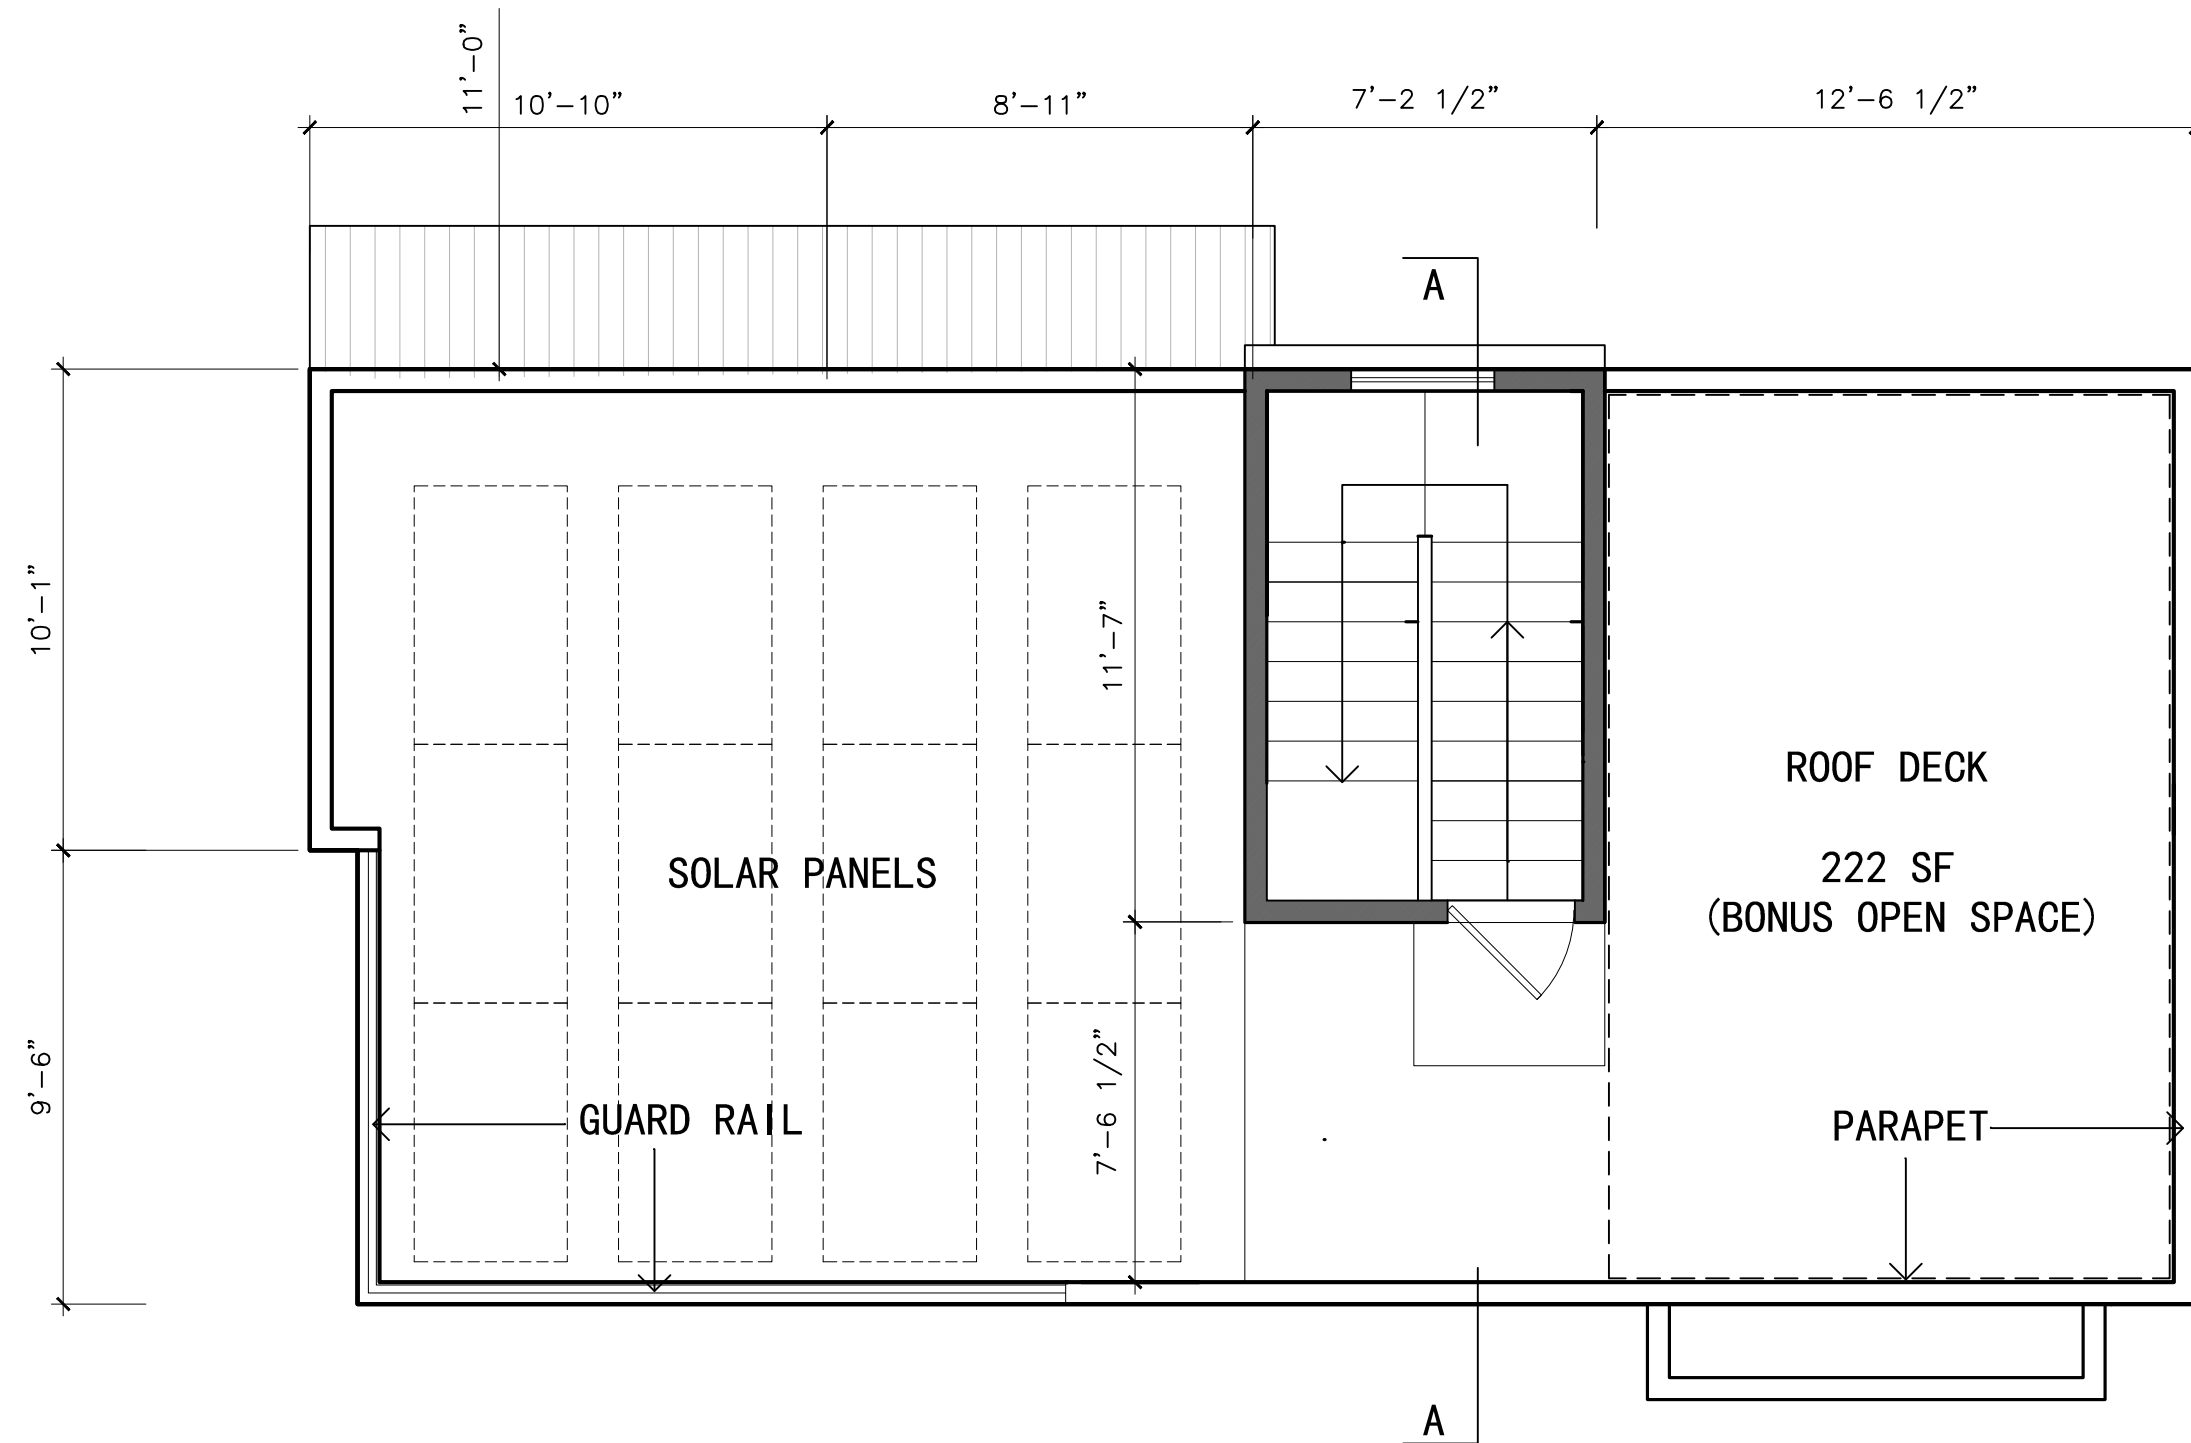 11'-0"
10'-10"
8'-11"
7'-2 1/2"
12'-6 1/2"
A
10'-1"
11'-7"
ROOF DECK
SOLAR PANELS
222 SF
(BONUS OPEN SPACE)
9'-6"
7'-6 1/2"
GUARD RAIL
PARAPET
A